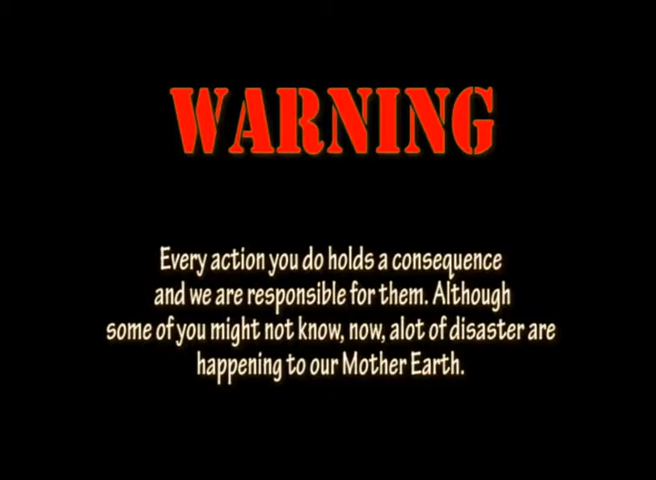 WARNING
Every action you do holds a consequence
and we are responsible for them. Although
some of you might not know, now, alot of disaster are
happening to our Mother Earth.